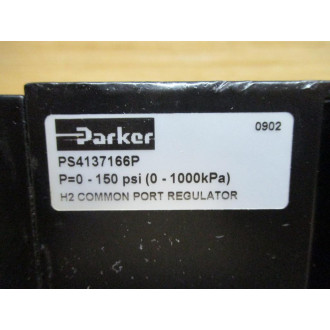 Parker
0902
PS4137166P
P=0 - 150 psi (0 - 1000kPa)
H2 COMMON PORT REGULATOR